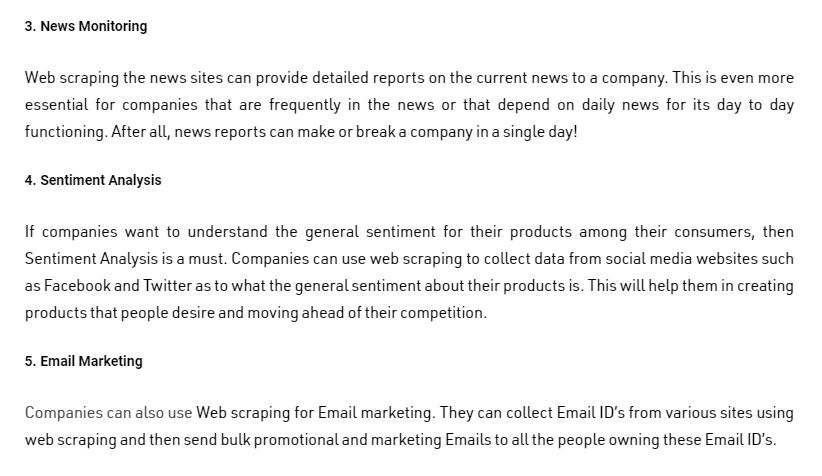 3. News Monitoring
Web scraping the news sites can provide detailed reports on the current news to a company. This is even more
essential for companies that are frequently in the news or that depend on daily news for its day to day
functioning. After all, news reports can make or break a company in a single day!
4. Sentiment Analysis
If companies want to understand the general sentiment for their products among their consumers, then
Sentiment Analysis is a must. Companies can use web scraping to collect data from social media websites such
as Facebook and Twitter as to what the general sentiment about their products is. This will help them in creating
products that people desire and moving ahead of their competition.
5. Email Marketing
Companies can also use Web scraping for Email marketing. They can collect Email ID’s from various sites using
web scraping and then send bulk promotional and marketing Emails to all the people owning these Email ID’s.